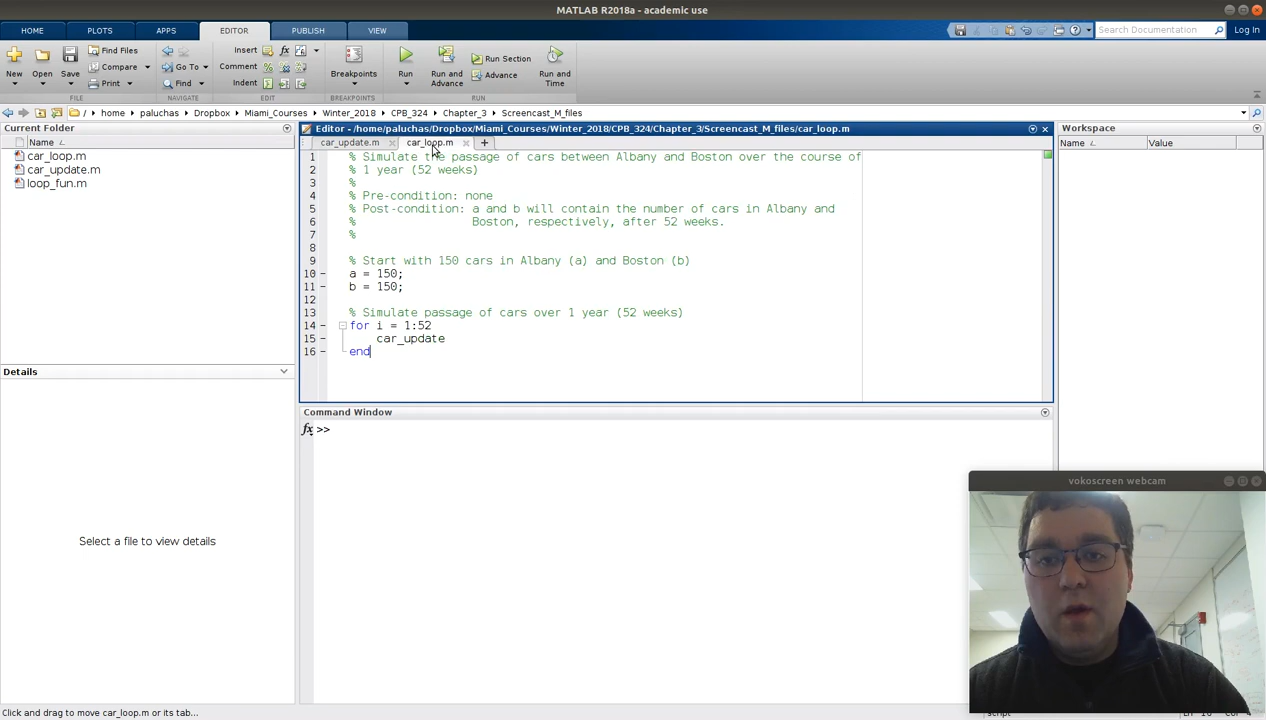 MATLAB R2018a - academic use
HOME PLOTS APPS EDITOR PUBLISH VIEW
Search Documentation
Log In
New
Open
Save
Find Files
Compare
Print
Go To
Find
Insert
Comment
Indent
fx
Breakpoints
Run
Run and Advance
Run Section
Advance
Run and Time
FILE NAVIGATE EDIT BREAKPOINTS RUN
/ home paluchas Dropbox Miami_Courses Winter_2018 CPB_324 Chapter_3 Screencast_M_files
Current Folder
Name
car_loop.m
car_update.m
loop_fun.m
Details
Select a file to view details
Editor - /home/paluchas/Dropbox/Miami_Courses/Winter_2018/CPB_324/Chapter_3/Screencast_M_files/car_loop.m
car_update.m × car_loop.m × +
1 % Simulate the passage of cars between Albany and Boston over the course of
2 % 1 year (52 weeks)
3 %
4 % Pre-condition: none
5 % Post-condition: a and b will contain the number of cars in Albany and
6 % Boston, respectively, after 52 weeks.
7 %
8
9 % Start with 150 cars in Albany (a) and Boston (b)
10 - a = 150;
11 - b = 150;
12
13 % Simulate passage of cars over 1 year (52 weeks)
14 - for i = 1:52
15 - car_update
16 - end
Command Window
fx >>
Workspace
Name Value
vokoscreen webcam
Click and drag to move car_loop.m or its tab...
script